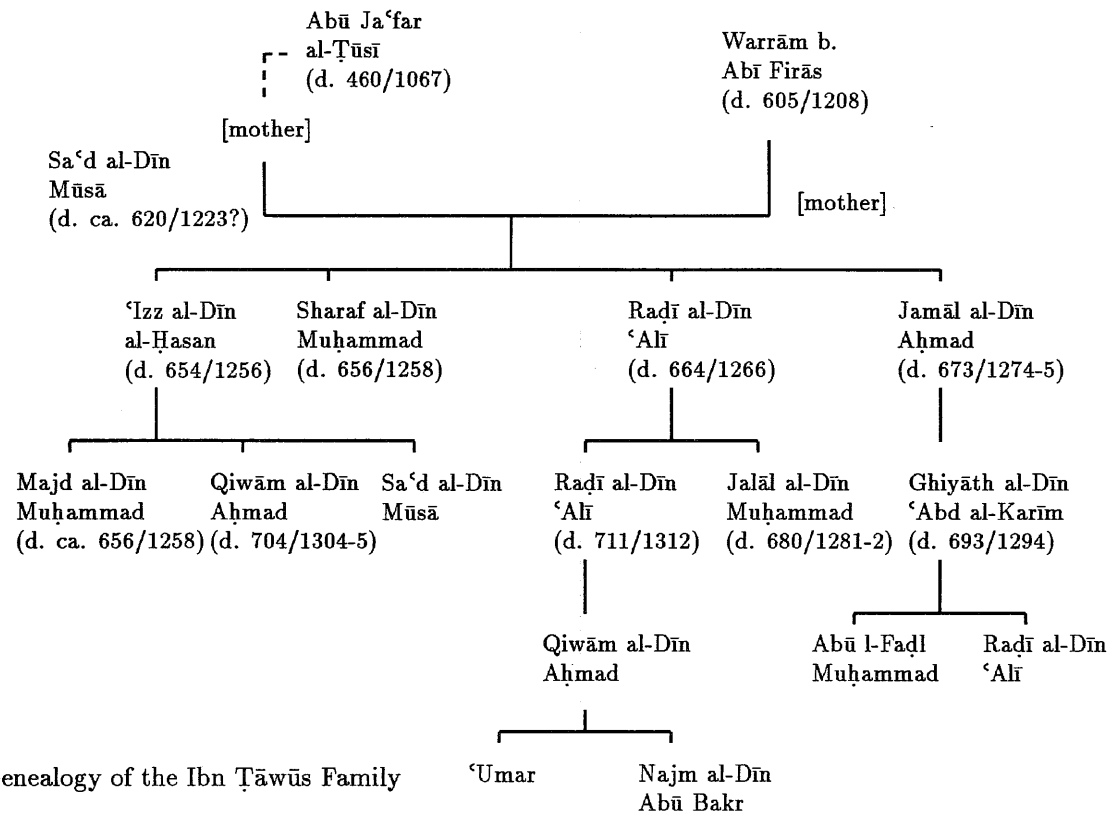 Abū Jaʿfar
al-Ṭūsī
(d. 460/1067)
Warrām b.
Abī Firās
(d. 605/1208)
[mother]
Saʿd al-Dīn
Mūsā
(d. ca. 620/1223?)
[mother]
ʿIzz al-Dīn
al-Ḥasan
(d. 654/1256)
Sharaf al-Dīn
Muḥammad
(d. 656/1258)
Raḍī al-Dīn
ʿAlī
(d. 664/1266)
Jamāl al-Dīn
Aḥmad
(d. 673/1274-5)
Majd al-Dīn
Muḥammad
(d. ca. 656/1258)
Qiwām al-Dīn
Aḥmad
(d. 704/1304-5)
Saʿd al-Dīn
Mūsā
Raḍī al-Dīn
ʿAlī
(d. 711/1312)
Jalāl al-Dīn
Muḥammad
(d. 680/1281-2)
Ghiyāth al-Dīn
ʿAbd al-Karīm
(d. 693/1294)
Qiwām al-Dīn
Aḥmad
Abū l-Faḍl
Muḥammad
Raḍī al-Dīn
ʿAlī
ʿUmar
Najm al-Dīn
Abū Bakr
enealogy of the Ibn Ṭāwūs Family